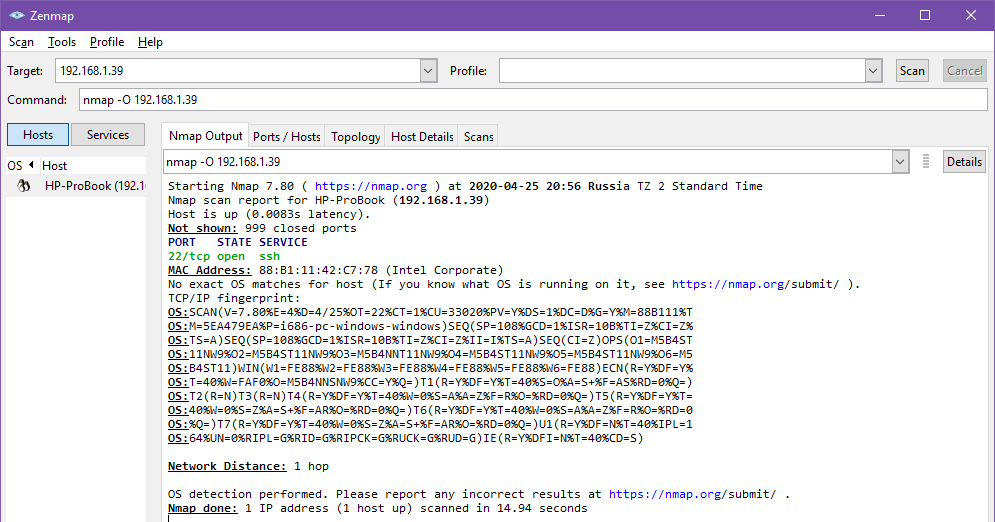 Zenmap
Scan Tools Profile Help
Target: 192.168.1.39 Profile: Scan Cancel
Command: nmap -O 192.168.1.39
Hosts Services
Nmap Output Ports / Hosts Topology Host Details Scans
OS Host
nmap -O 192.168.1.39 Details
HP-ProBook (192.1
Starting Nmap 7.80 ( https://nmap.org ) at 2020-04-25 20:56 Russia TZ 2 Standard Time
Nmap scan report for HP-ProBook (192.168.1.39)
Host is up (0.0083s latency).
Not shown: 999 closed ports
PORT   STATE SERVICE
22/tcp open  ssh
MAC Address: 88:B1:11:42:C7:78 (Intel Corporate)
No exact OS matches for host (If you know what OS is running on it, see https://nmap.org/submit/ ).
TCP/IP fingerprint:
OS:SCAN(V=7.80%E=4%D=4/25%OT=22%CT=1%CU=33020%PV=Y%DS=1%DC=D%G=Y%M=88B111%T
OS:M=5EA479EA%P=i686-pc-windows-windows)SEQ(SP=108%GCD=1%ISR=10B%TI=Z%CI=Z%
OS:TS=A)SEQ(SP=108%GCD=1%ISR=10B%TI=Z%CI=Z%II=I%TS=A)SEQ(CI=Z)OPS(O1=M5B4ST
OS:11NW9%O2=M5B4ST11NW9%O3=M5B4NNT11NW9%O4=M5B4ST11NW9%O5=M5B4ST11NW9%O6=M5
OS:B4ST11)WIN(W1=FE88%W2=FE88%W3=FE88%W4=FE88%W5=FE88%W6=FE88)ECN(R=Y%DF=Y%
OS:T=40%W=FAF0%O=M5B4NNSNW9%CC=Y%Q=)T1(R=Y%DF=Y%T=40%S=O%A=S+%F=AS%RD=0%Q=)
OS:T2(R=N)T3(R=N)T4(R=Y%DF=Y%T=40%W=0%S=A%A=Z%F=R%O=%RD=0%Q=)T5(R=Y%DF=Y%T=
OS:40%W=0%S=Z%A=S+%F=AR%O=%RD=0%Q=)T6(R=Y%DF=Y%T=40%W=0%S=A%A=Z%F=R%O=%RD=0
OS:%Q=)T7(R=Y%DF=Y%T=40%W=0%S=Z%A=S+%F=AR%O=%RD=0%Q=)U1(R=Y%DF=N%T=40%IPL=1
OS:64%UN=0%RIPL=G%RID=G%RIPCK=G%RUCK=G%RUD=G)IE(R=Y%DFI=N%T=40%CD=S)
Network Distance: 1 hop
OS detection performed. Please report any incorrect results at https://nmap.org/submit/ .
Nmap done: 1 IP address (1 host up) scanned in 14.94 seconds